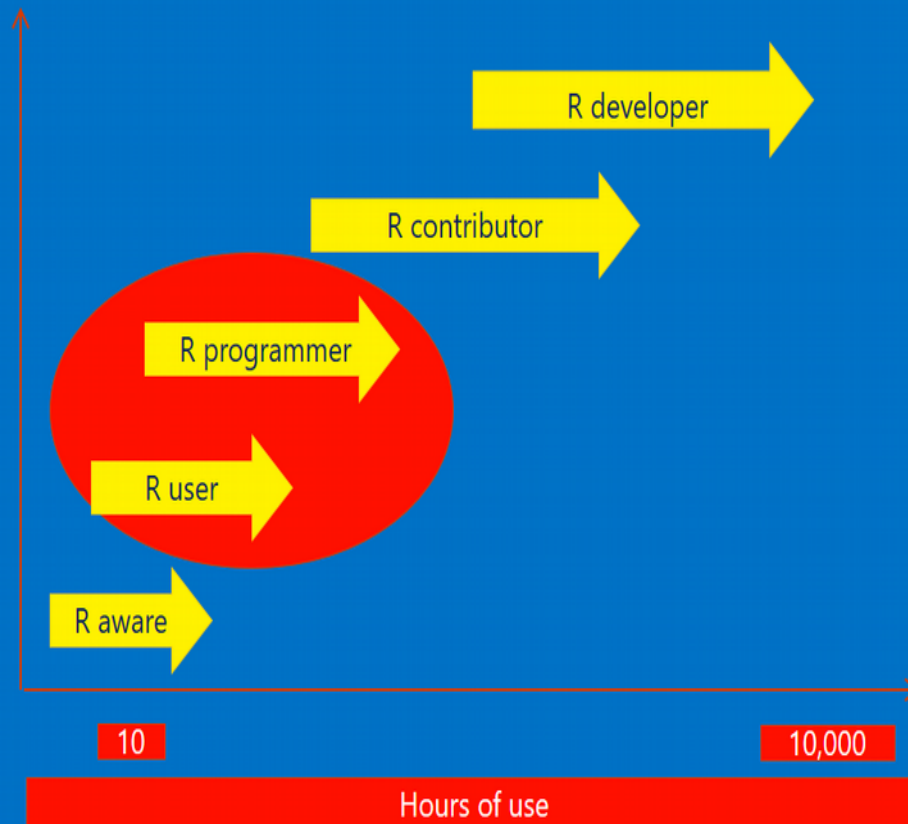 R developer
R contributor
R programmer
R user
R aware
10
10,000
Hours of use